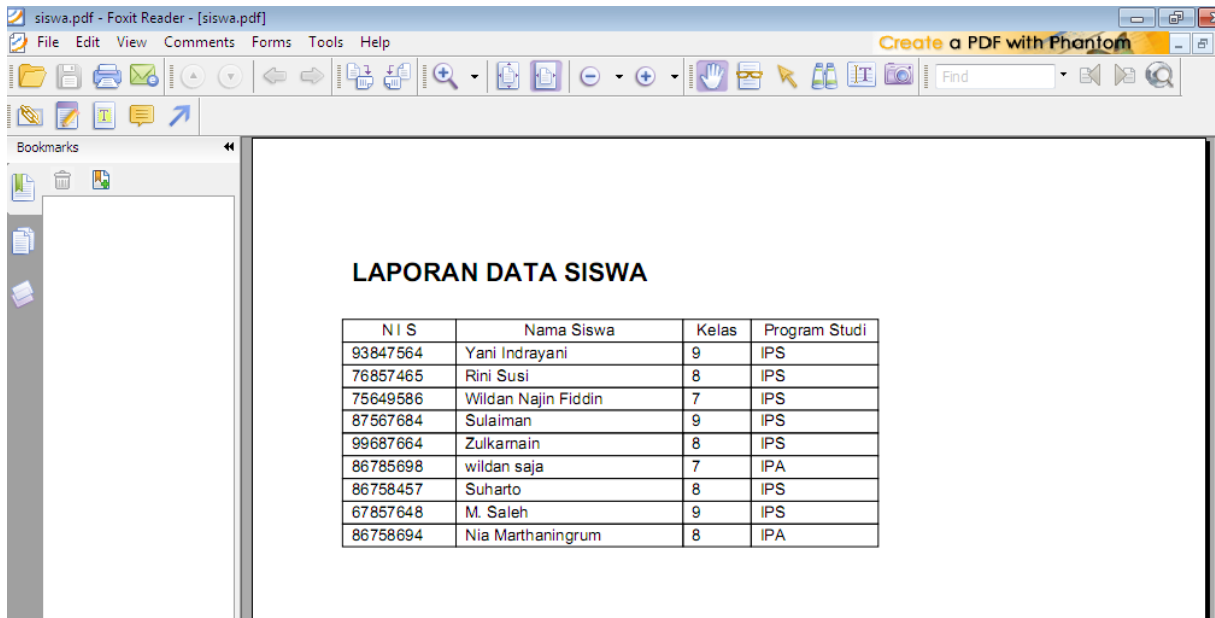 siswa.pdf - Foxit Reader - [siswa.pdf]
File Edit View Comments Forms Tools Help Create a PDF with Phantom
Find
Bookmarks
LAPORAN DATA SISWA
N I S Nama Siswa Kelas Program Studi
93847564 Yani Indrayani 9 IPS
76857465 Rini Susi 8 IPS
75649586 Wildan Najin Fiddin 7 IPS
87567684 Sulaiman 9 IPS
99687664 Zulkarnain 8 IPS
86785698 wildan saja 7 IPA
86758457 Suharto 8 IPS
67857648 M. Saleh 9 IPS
86758694 Nia Marthaningrum 8 IPA